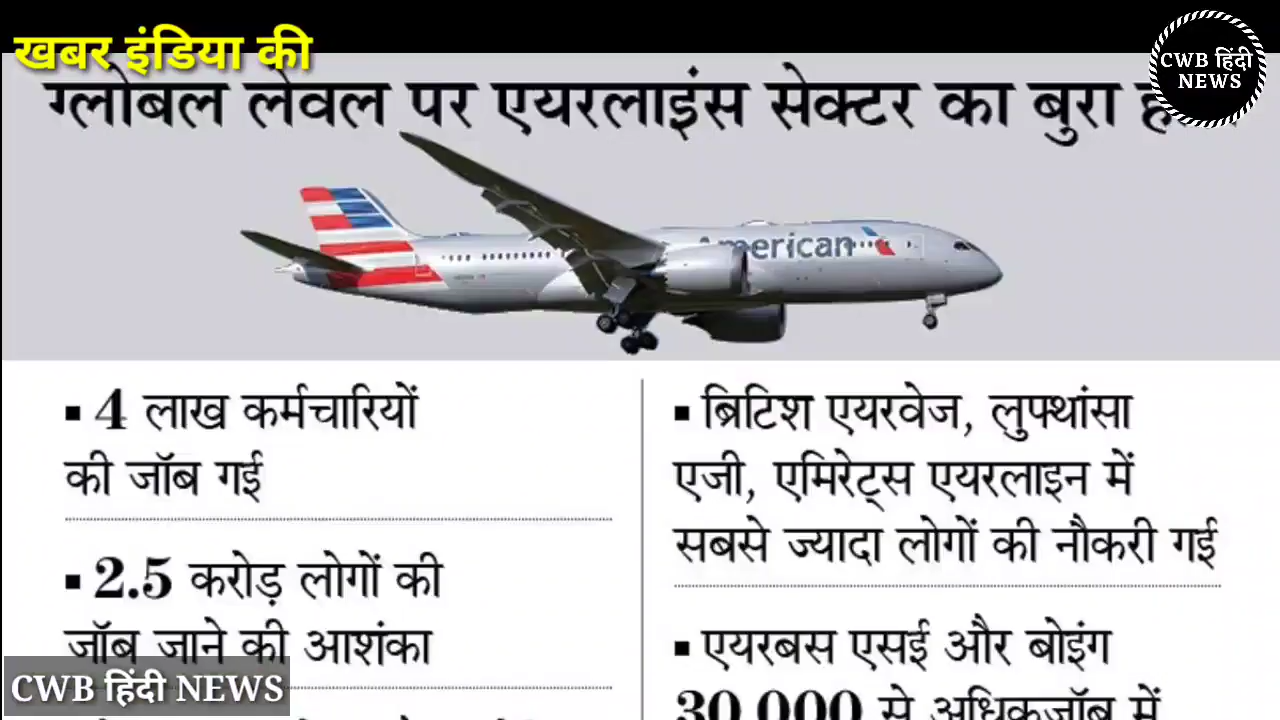 खबर इंडिया की
CWB हिंदी
NEWS
ग्लोबल लेवल पर एयरलाइंस सेक्टर का बुरा
American
▪ 4 लाख कर्मचारियों
की जॉब गई
▪ 2.5 करोड़ लोगों की
जॉब जाने की आशंका
▪ ब्रिटिश एयरवेज, लुफ्थांसा
एजी, एमिरेट्स एयरलाइन में
सबसे ज्यादा लोगों की नौकरी गई
▪ एयरबस एसई और बोइंग
30,000 से अधिक जॉब में
CWB हिंदी NEWS